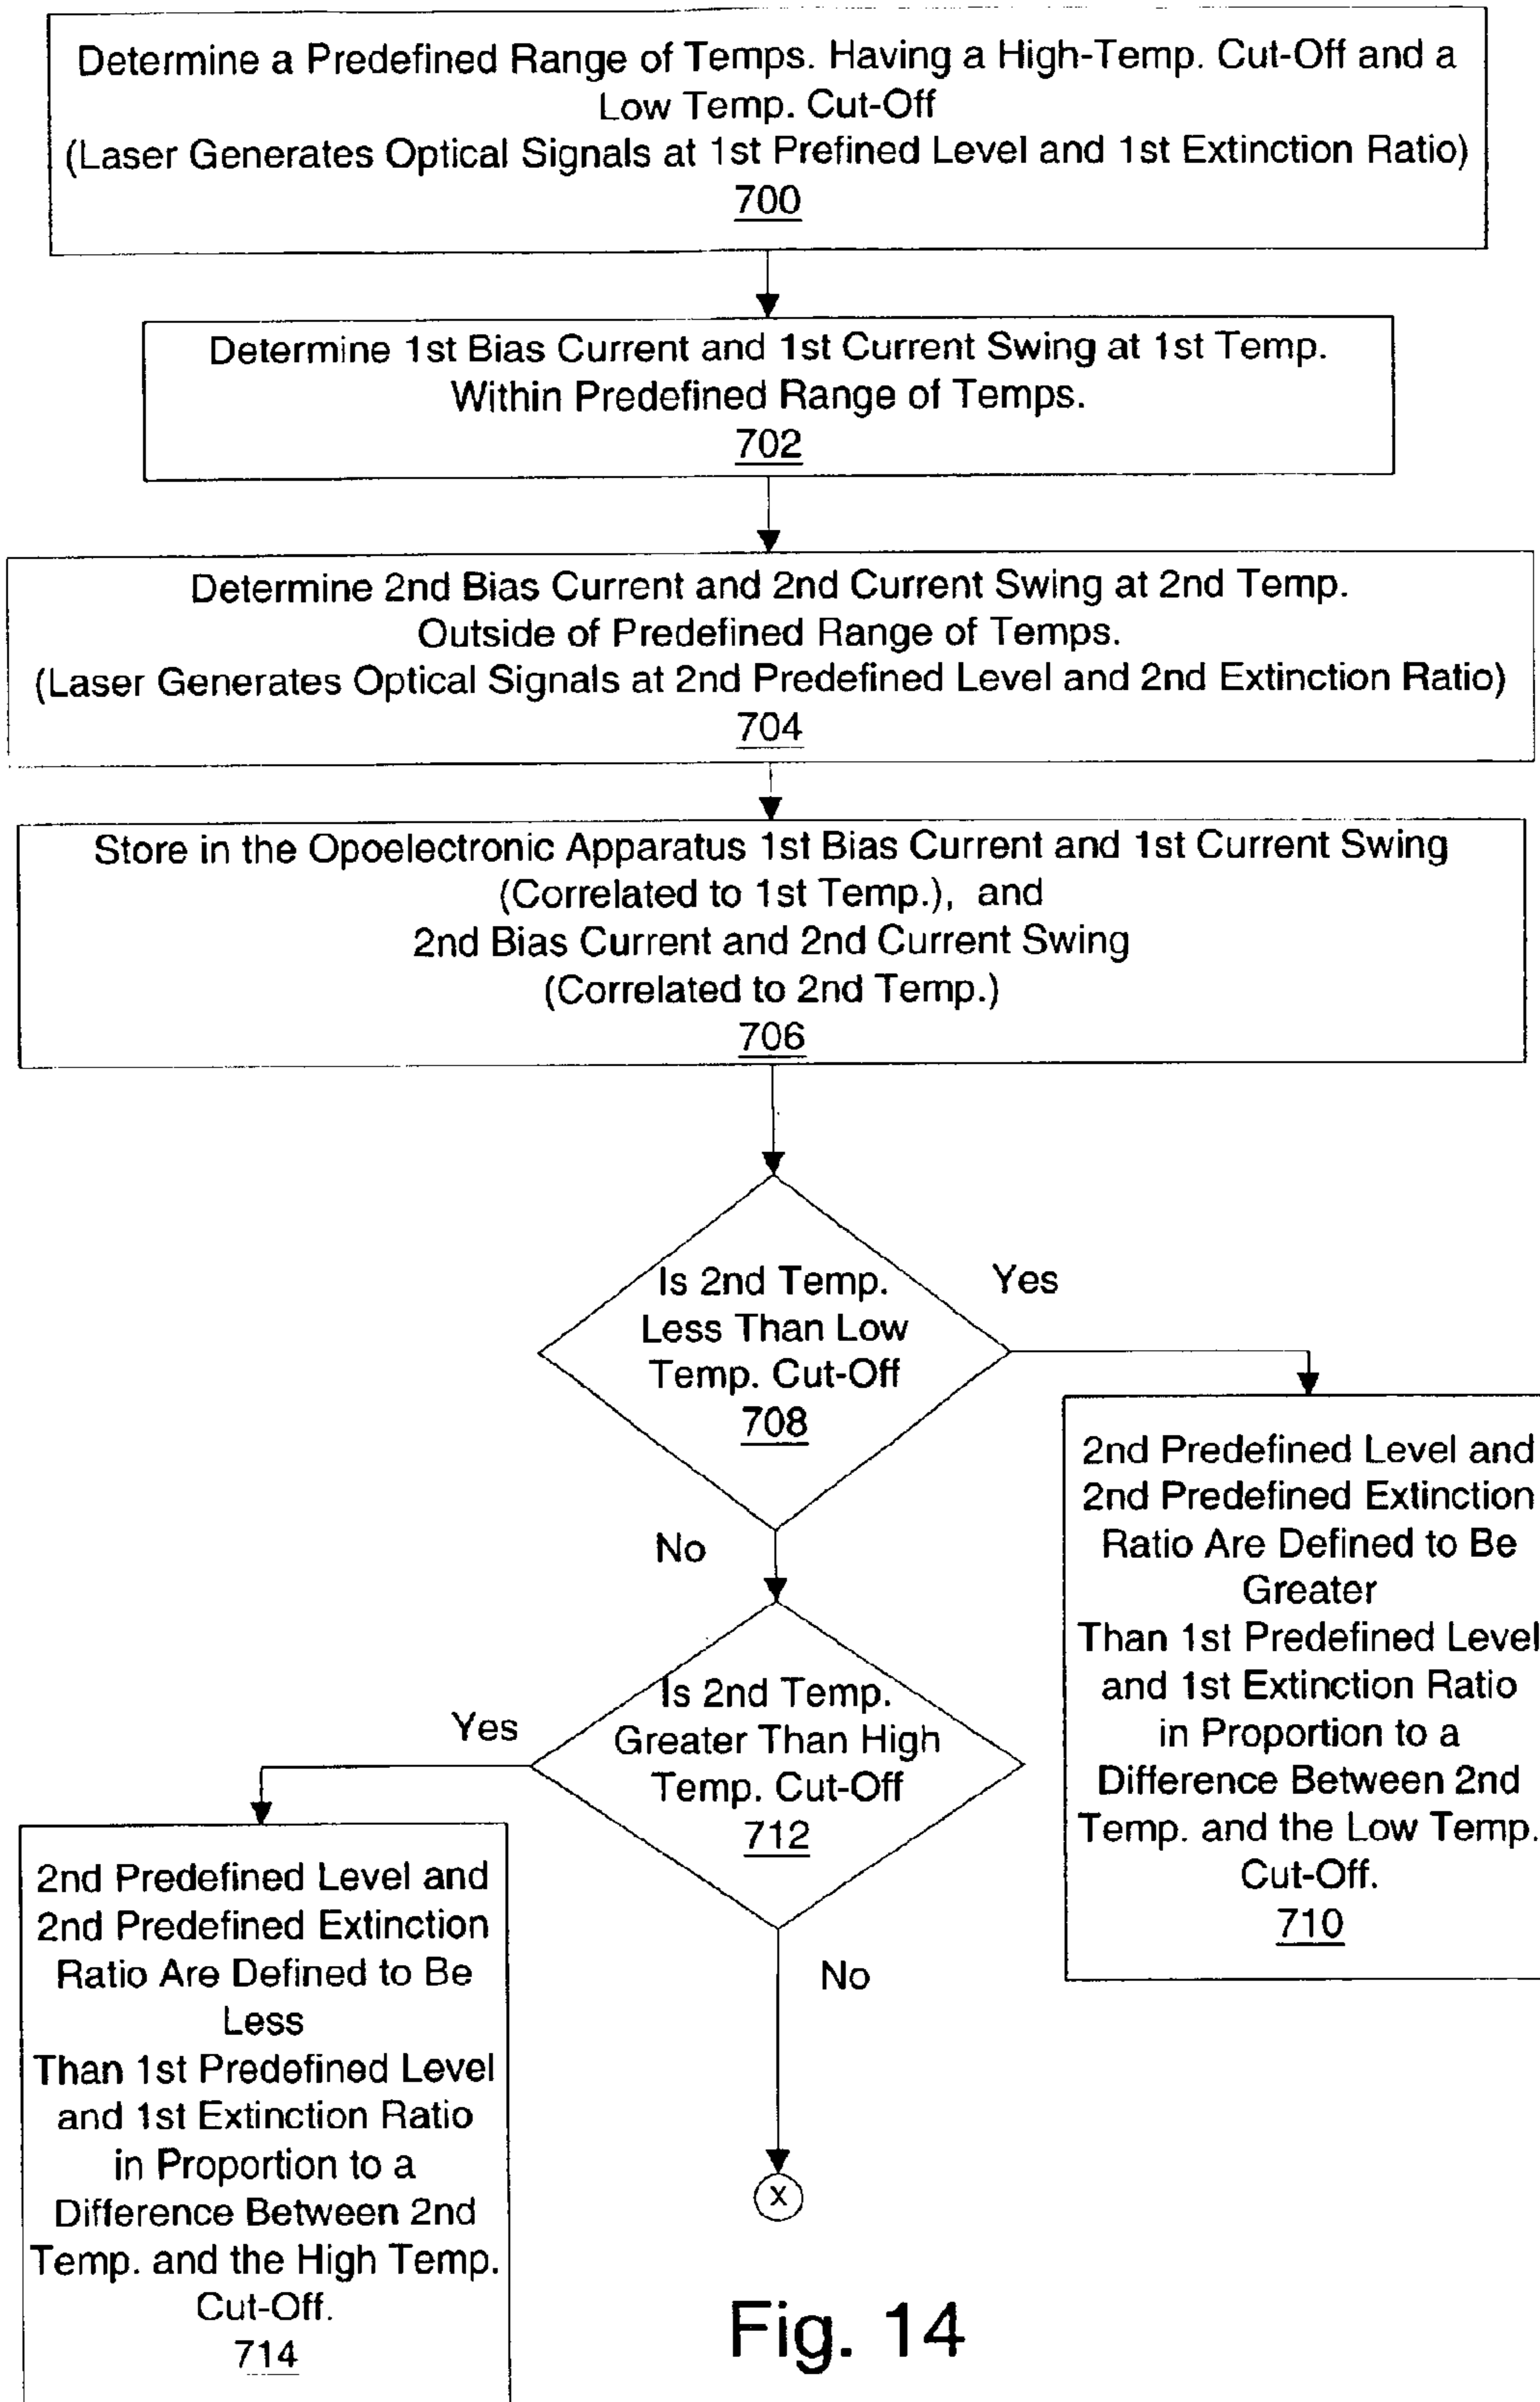 Determine a Predefined Range of Temps. Having a High-Temp. Cut-Off and a
Low Temp. Cut-Off
(Laser Generates Optical Signals at 1st Prefined Level and 1st Extinction Ratio)
700
Determine 1st Bias Current and 1st Current Swing at 1st Temp.
Within Predefined Range of Temps.
702
Determine 2nd Bias Current and 2nd Current Swing at 2nd Temp.
Outside of Predefined Range of Temps.
(Laser Generates Optical Signals at 2nd Predefined Level and 2nd Extinction Ratio)
704
Store in the Opoelectronic Apparatus 1st Bias Current and 1st Current Swing
(Correlated to 1st Temp.), and
2nd Bias Current and 2nd Current Swing
(Correlated to 2nd Temp.)
706
Is 2nd Temp.
Less Than Low
Temp. Cut-Off
708
Yes
No
2nd Predefined Level and
2nd Predefined Extinction
Ratio Are Defined to Be
Greater
Than 1st Predefined Level
and 1st Extinction Ratio
in Proportion to a
Difference Between 2nd
Temp. and the Low Temp.
Cut-Off.
710
Is 2nd Temp.
Greater Than High
Temp. Cut-Off
712
Yes
No
2nd Predefined Level and
2nd Predefined Extinction
Ratio Are Defined to Be
Less
Than 1st Predefined Level
and 1st Extinction Ratio
in Proportion to a
Difference Between 2nd
Temp. and the High Temp.
Cut-Off.
714
X
Fig. 14